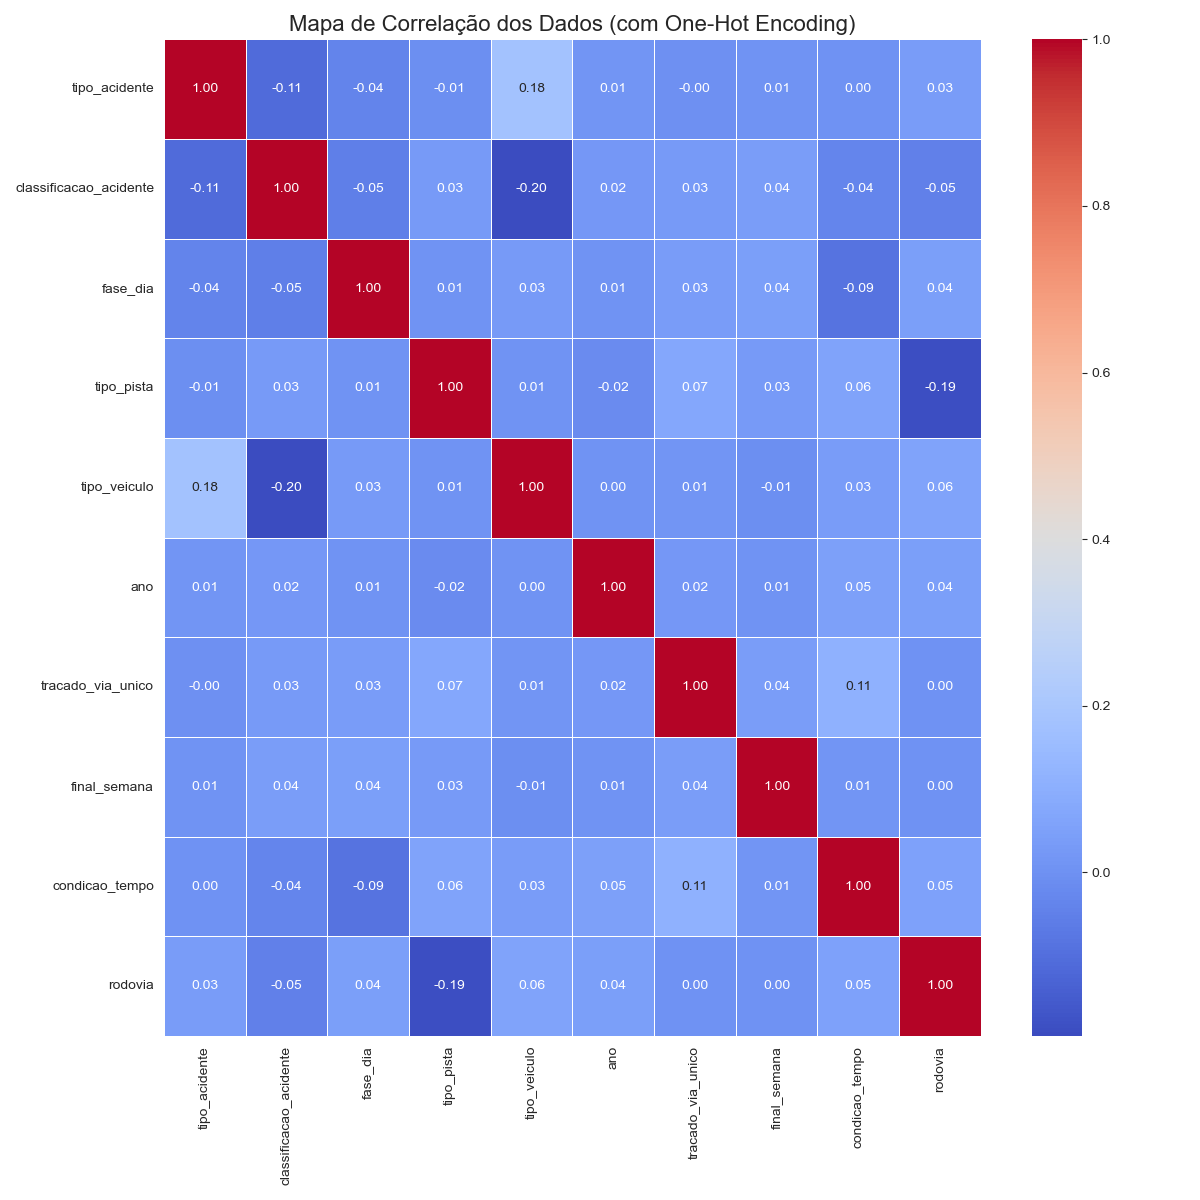 Mapa de Correlação dos Dados (com One-Hot Encoding)
tipo_acidente 1.00 -0.11 -0.04 -0.01 0.18 0.01 -0.00 0.01 0.00 0.03
classificacao_acidente -0.11 1.00 -0.05 0.03 -0.20 0.02 0.03 0.04 -0.04 -0.05
fase_dia -0.04 -0.05 1.00 0.01 0.03 0.01 0.03 0.04 -0.09 0.04
tipo_pista -0.01 0.03 0.01 1.00 0.01 -0.02 0.07 0.03 0.06 -0.19
tipo_veiculo 0.18 -0.20 0.03 0.01 1.00 0.00 0.01 -0.01 0.03 0.06
ano 0.01 0.02 0.01 -0.02 0.00 1.00 0.02 0.01 0.05 0.04
tracado_via_unico -0.00 0.03 0.03 0.07 0.01 0.02 1.00 0.04 0.11 0.00
final_semana 0.01 0.04 0.04 0.03 -0.01 0.01 0.04 1.00 0.01 0.00
condicao_tempo 0.00 -0.04 -0.09 0.06 0.03 0.05 0.11 0.01 1.00 0.05
rodovia 0.03 -0.05 0.04 -0.19 0.06 0.04 0.00 0.00 0.05 1.00
tipo_acidente
classificacao_acidente
fase_dia
tipo_pista
tipo_veiculo
ano
tracado_via_unico
final_semana
condicao_tempo
rodovia
1.0
0.8
0.6
0.4
0.2
0.0